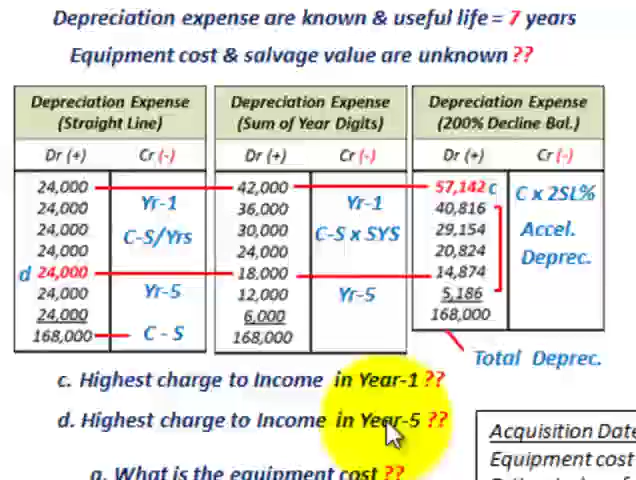 Depreciation expense are known & useful life = 7 years
Equipment cost & salvage value are unknown ??
Depreciation Expense
(Straight Line)
Dr (+) Cr (-)
24,000
24,000 Yr-1
24,000 C-S/Yrs
24,000
d 24,000
24,000 Yr-5
24,000
168,000 C - S
Depreciation Expense
(Sum of Year Digits)
Dr (+) Cr (-)
42,000
36,000 Yr-1
30,000 C-S x SYS
24,000
18,000
12,000 Yr-5
6,000
168,000
Depreciation Expense
(200% Decline Bal.)
Dr (+) Cr (-)
57,142 c C x 2SL%
40,816
29,154 Accel.
20,824 Deprec.
14,874
5,186
168,000
Total Deprec.
c. Highest charge to Income in Year-1 ??
d. Highest charge to Income in Year-5 ??
a. What is the equipment cost ??
Acquisition Date
Equipment cost